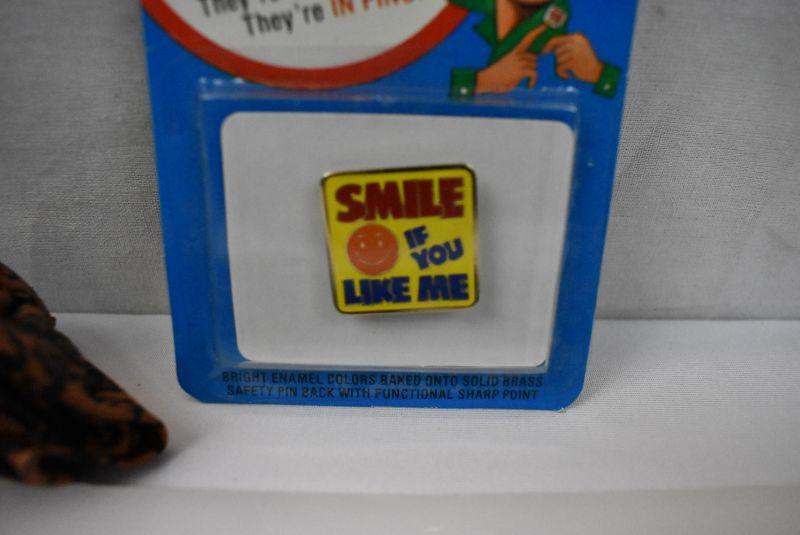 They're IN PINS
SMILE
IF
YOU
LIKE ME
BRIGHT ENAMEL COLORS BAKED ONTO SOLID BRASS
SAFETY PIN BACK WITH FUNCTIONAL SHARP POINT